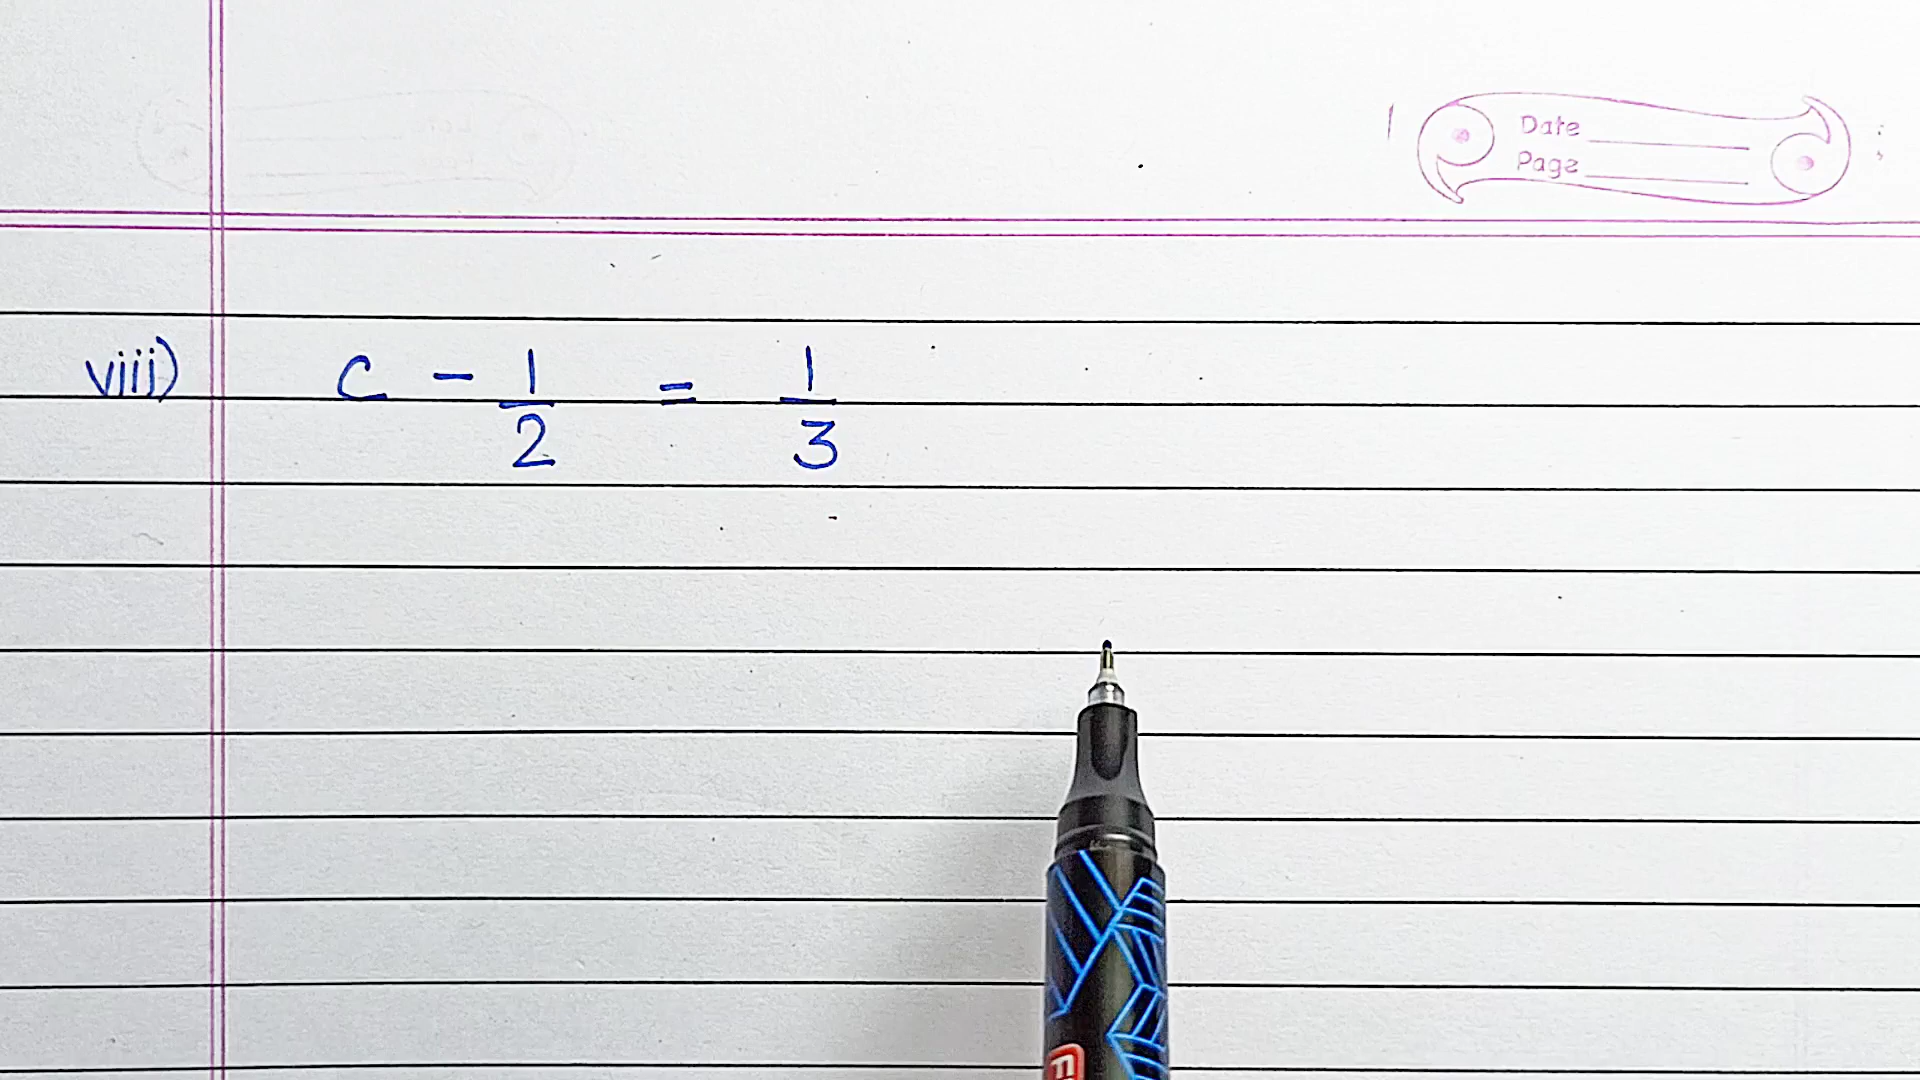 Date
Page
viii) c - 1/2 = 1/3